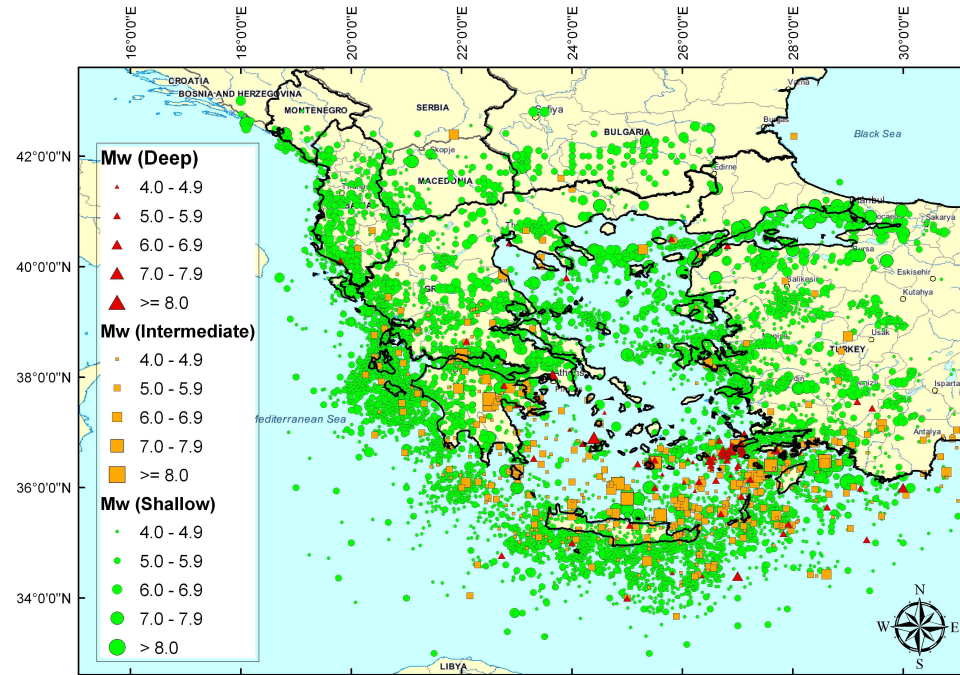 16°0'0"E 18°0'0"E 20°0'0"E 22°0'0"E 24°0'0"E 26°0'0"E 28°0'0"E 30°0'0"E
CROATIA
BOSNIA AND HERZEGOVINA
MONTENEGRO
SERBIA
Varna
Sofiya
Burgas
BULGARIA
Black Sea
Skopje
MACEDONIA
Edirne
Istanbul
Sakarya
Bursa
Eskisehir
Balikesir
Kutahya
Usak
TURKEY
Isparta
Antalya
Athens
Mediterranean Sea
LIBYA
42°0'0"N
40°0'0"N
38°0'0"N
36°0'0"N
34°0'0"N
Mw (Deep)
4.0 - 4.9
5.0 - 5.9
6.0 - 6.9
7.0 - 7.9
>= 8.0
Mw (Intermediate)
4.0 - 4.9
5.0 - 5.9
6.0 - 6.9
7.0 - 7.9
>= 8.0
Mw (Shallow)
4.0 - 4.9
5.0 - 5.9
6.0 - 6.9
7.0 - 7.9
> 8.0
N
W E
S